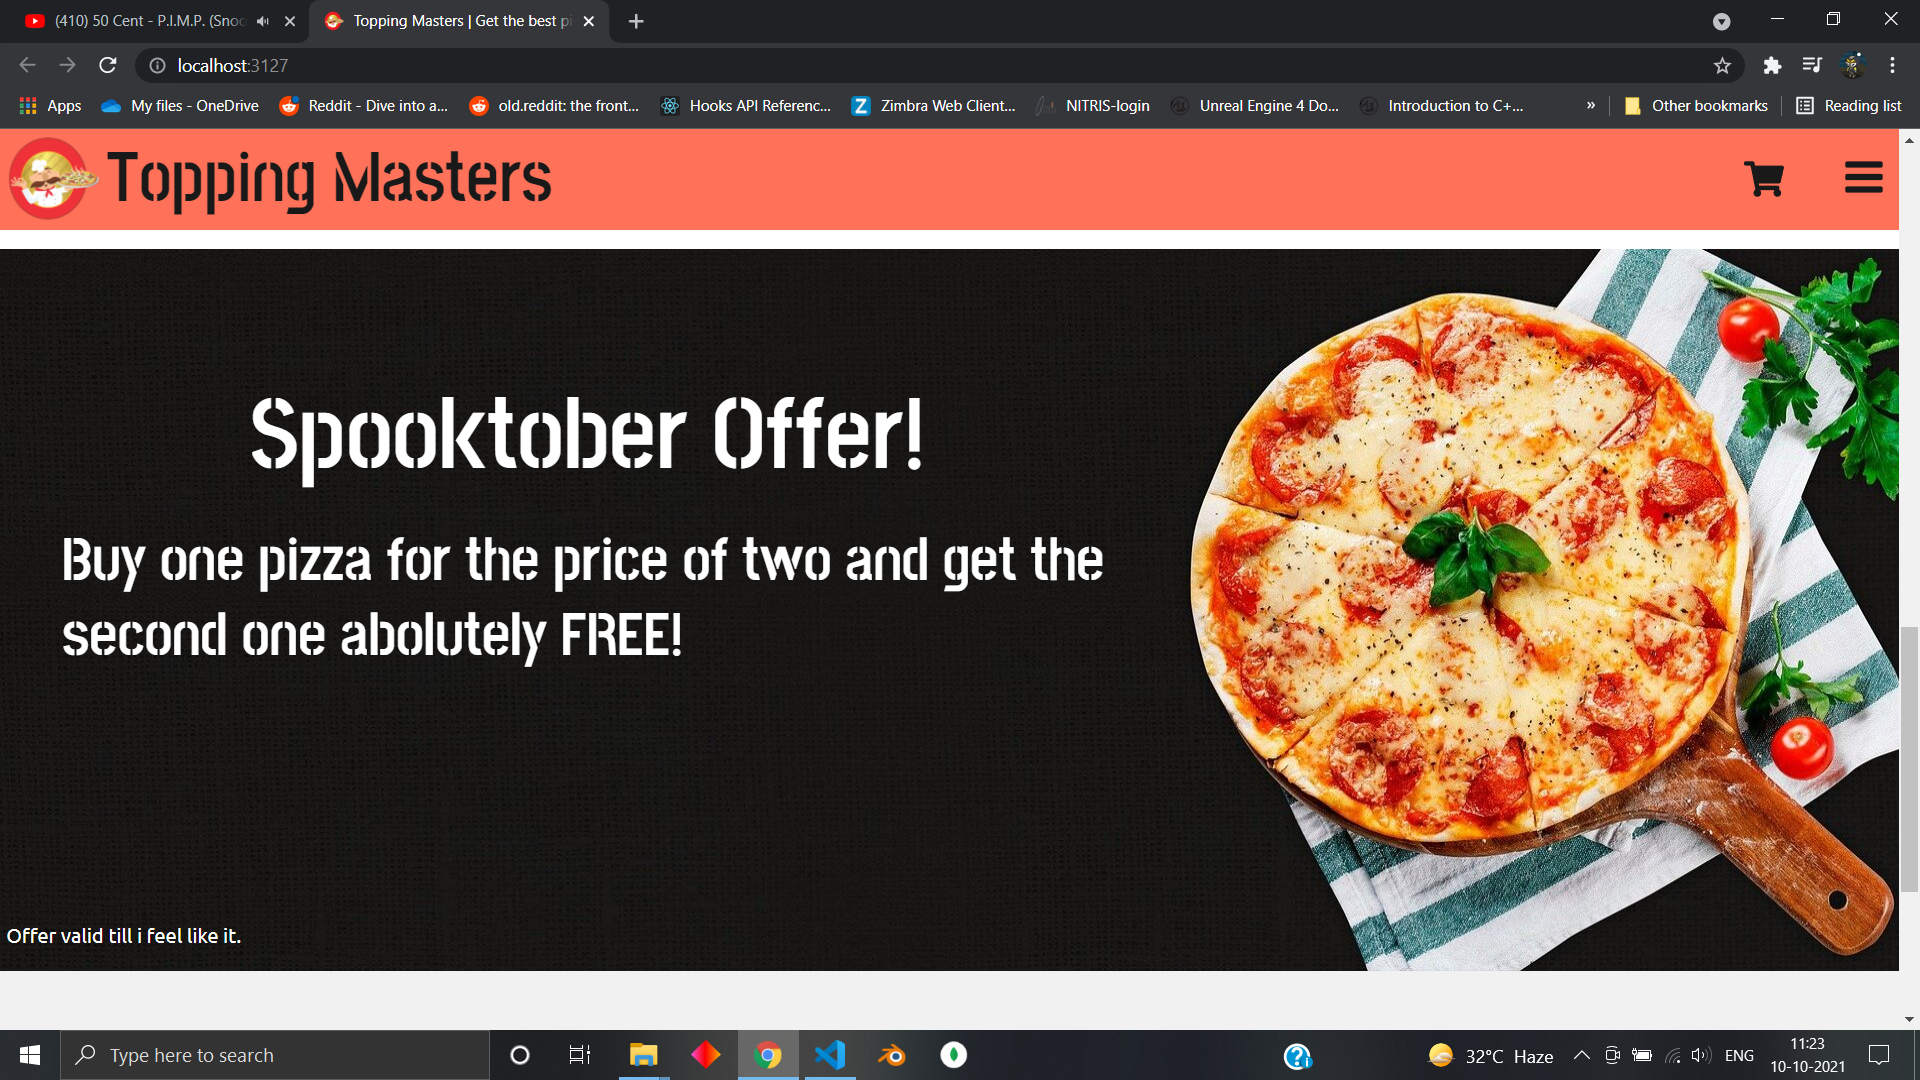 (410) 50 Cent - P.I.M.P. (Snoo
Topping Masters | Get the best pi
localhost:3127
Apps
My files - OneDrive
Reddit - Dive into a...
old.reddit: the front...
Hooks API Referenc...
Zimbra Web Client...
NITRIS-login
Unreal Engine 4 Do...
Introduction to C+...
»
Other bookmarks
Reading list
Topping Masters
Spooktober Offer!
Buy one pizza for the price of two and get the
second one abolutely FREE!
Offer valid till i feel like it.
Type here to search
32°C Haze
ENG
11:23
10-10-2021